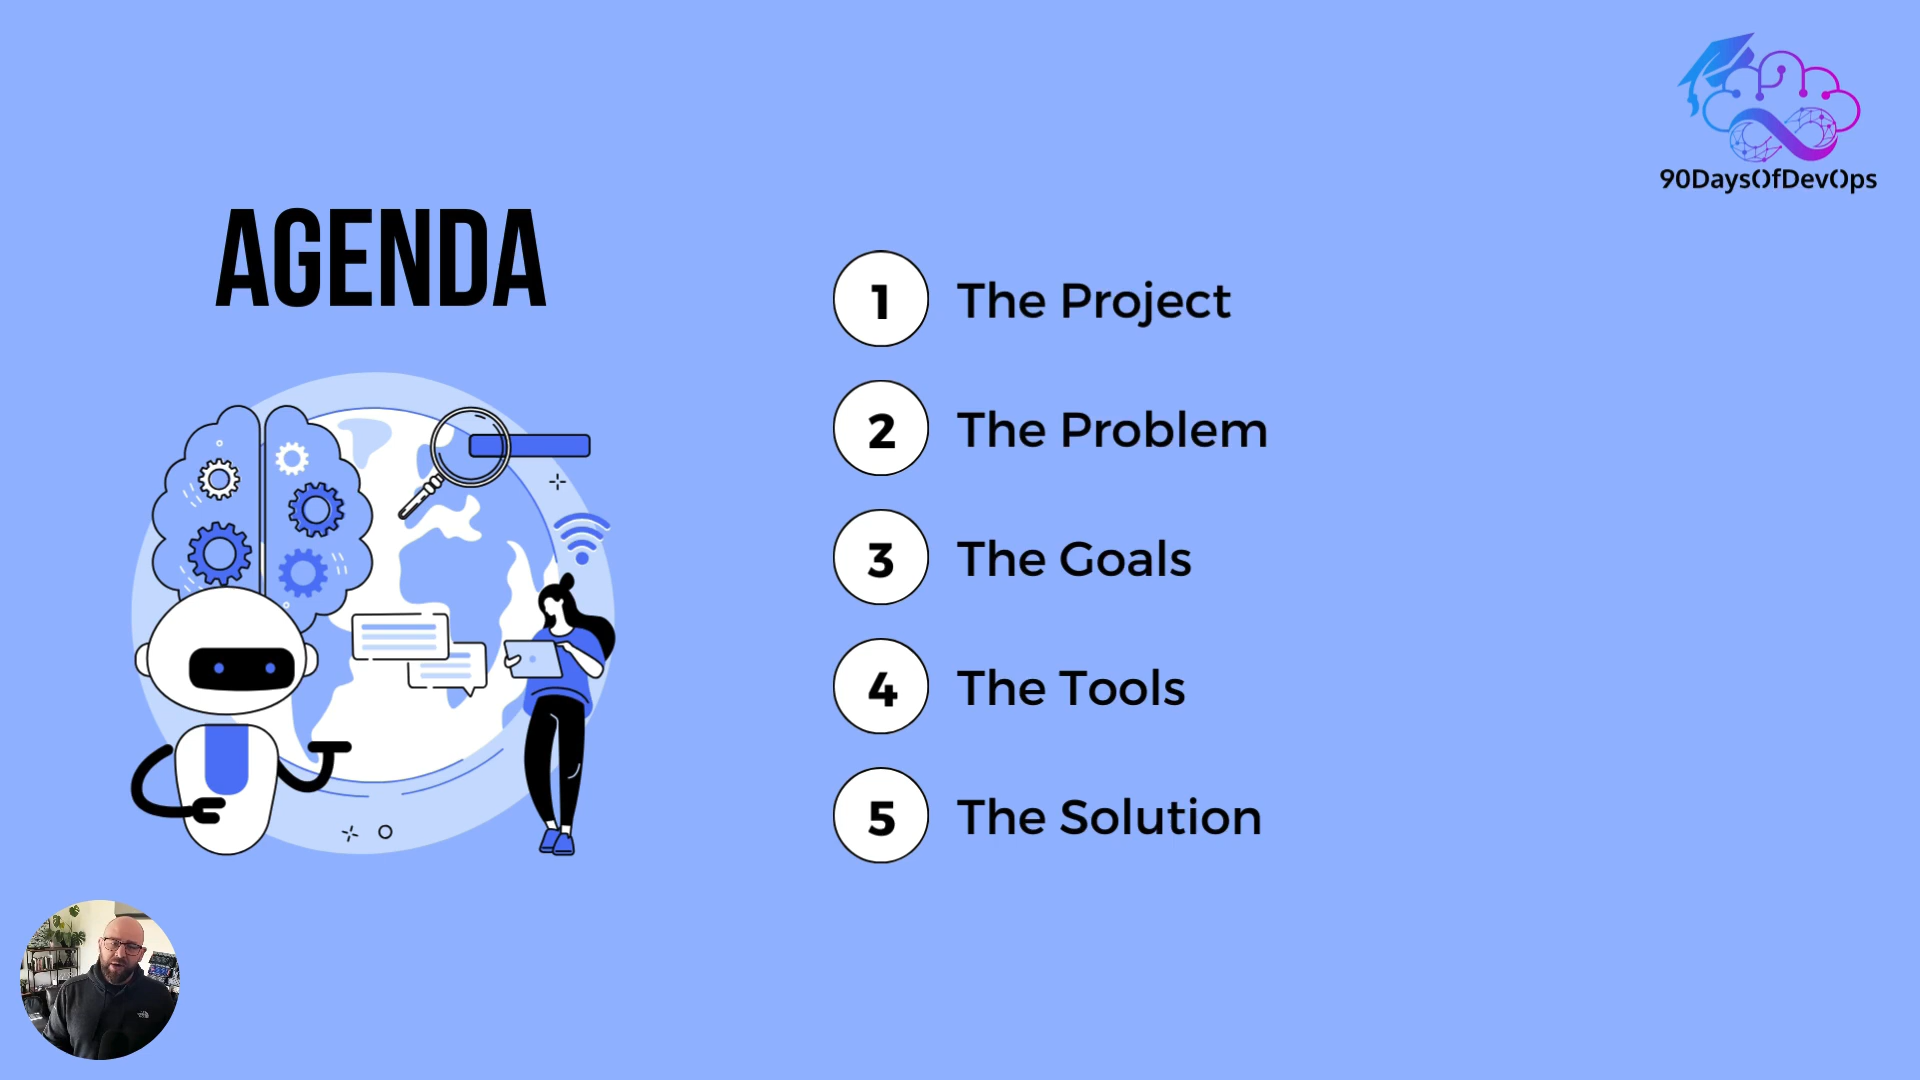 90DaysOfDevOps
AGENDA
1 The Project
2 The Problem
3 The Goals
4 The Tools
5 The Solution